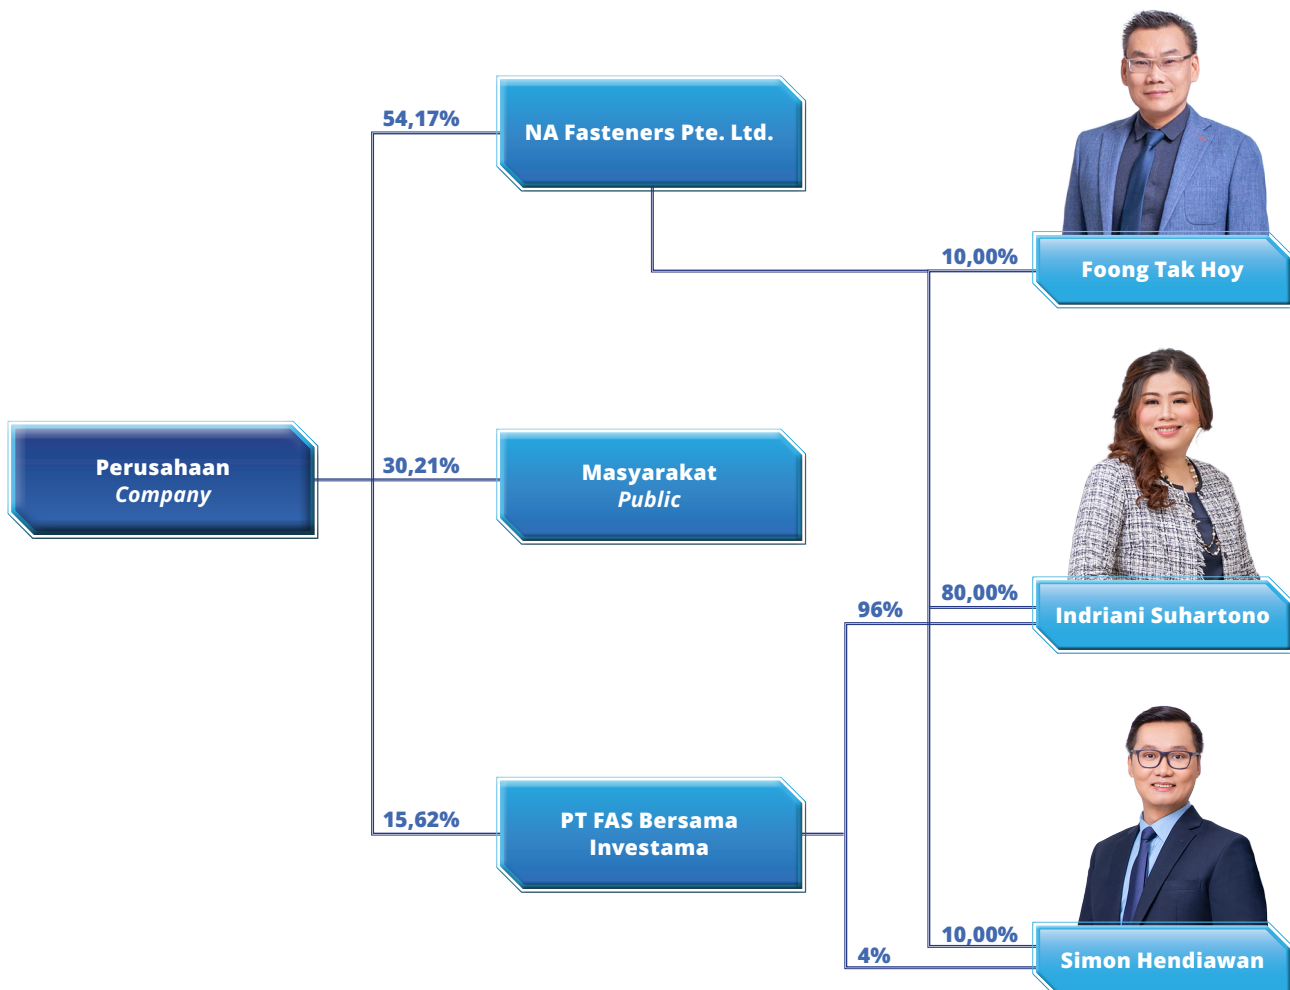 54,17%
NA Fasteners Pte. Ltd.
10,00%
Foong Tak Hoy
Perusahaan
Company
30,21%
Masyarakat
Public
96%
80,00%
Indriani Suhartono
15,62%
PT FAS Bersama
Investama
10,00%
4%
Simon Hendiawan